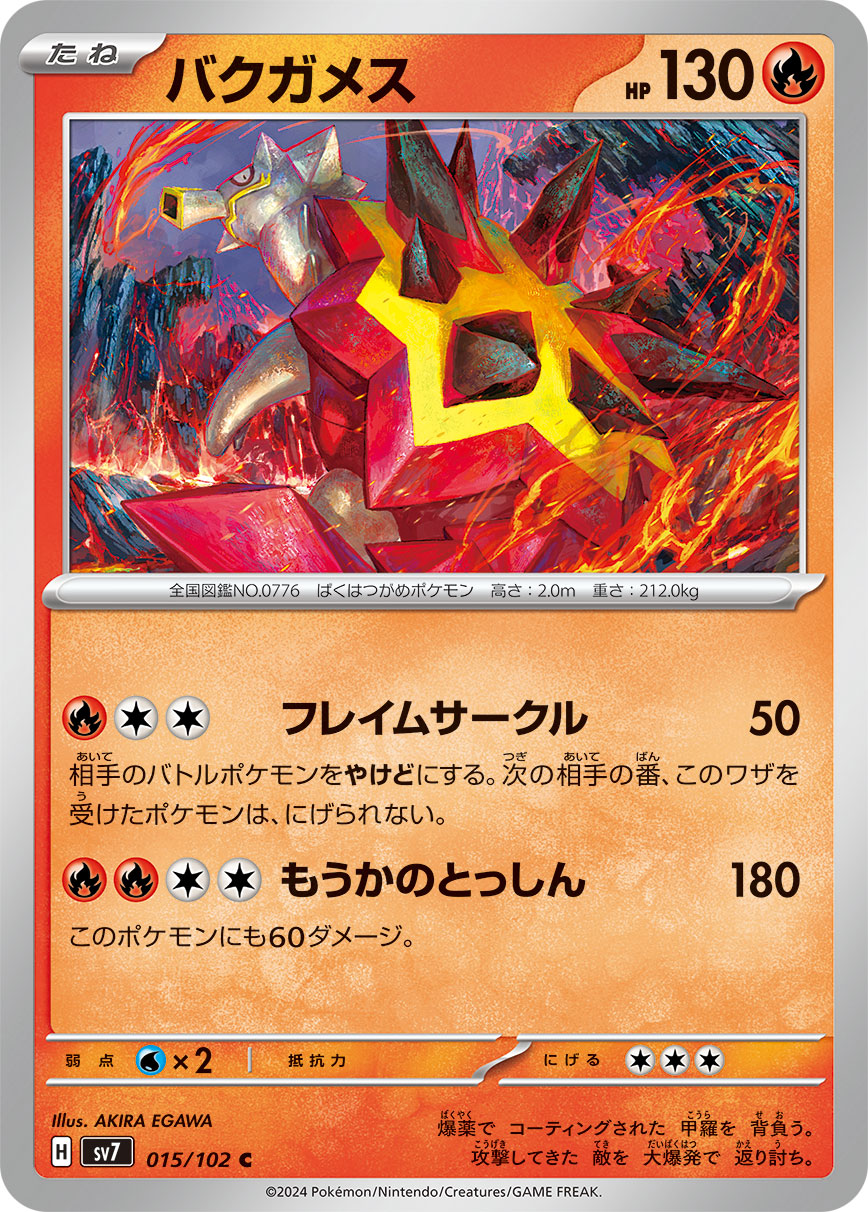 たね バクガメス HP 130
全国図鑑NO.0776 ばくはつがめポケモン 高さ：2.0m 重さ：212.0kg
フレイムサークル 50
相手のバトルポケモンをやけどにする。次の相手の番、このワザを
受けたポケモンは、にげられない。
もうかのとっしん 180
このポケモンにも60ダメージ。
弱点 ×2 抵抗力 にげる
Illus. AKIRA EGAWA
爆薬で コーティングされた 甲羅を 背負う。
攻撃してきた 敵を 大爆発で 返り討ち。
H sv7 015/102 C
©2024 Pokémon/Nintendo/Creatures/GAME FREAK.